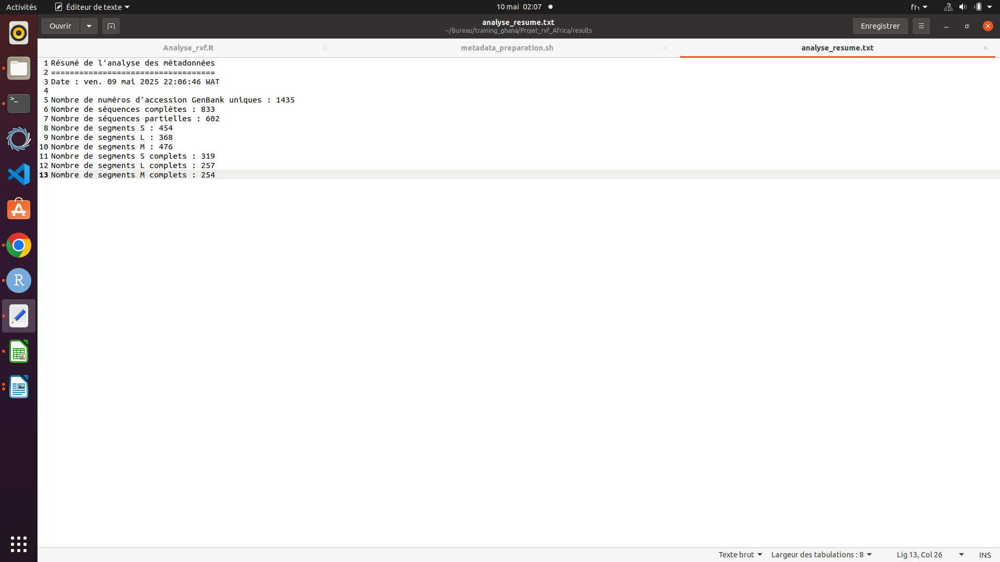 Activités
Éditeur de texte
10 mai 02:07
fr₁
Ouvrir
analyse_resume.txt
~/Bureau/training_ghana/Projet_rvf_Africa/results
Enregistrer
Analyse_rvf.R
metadata_preparation.sh
analyse_resume.txt
1 Résumé de l'analyse des métadonnées
2 ===================================
3 Date : ven. 09 mai 2025 22:06:46 WAT
4
5 Nombre de numéros d'accession GenBank uniques : 1435
6 Nombre de séquences complètes : 833
7 Nombre de séquences partielles : 602
8 Nombre de segments S : 454
9 Nombre de segments L : 368
10 Nombre de segments M : 476
11 Nombre de segments S complets : 319
12 Nombre de segments L complets : 257
13 Nombre de segments M complets : 254
>_
R
Texte brut
Largeur des tabulations : 8
Lig 13, Col 26
INS